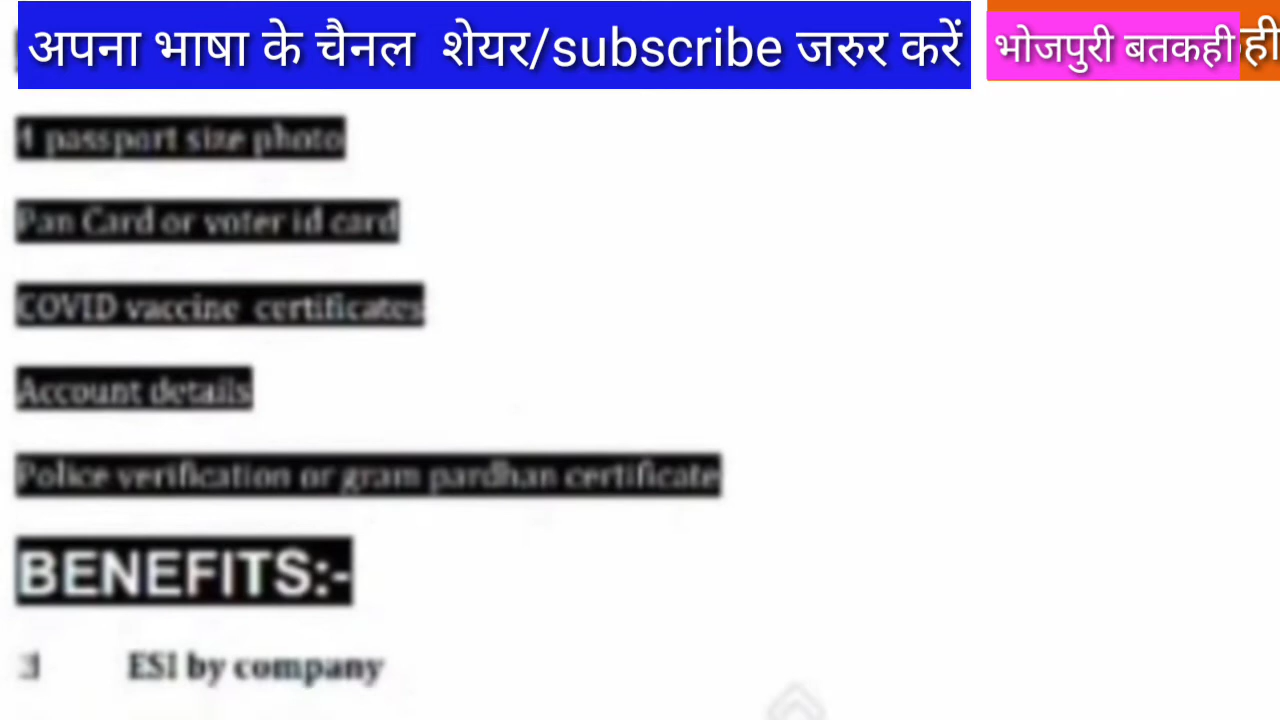 अपना भाषा के चैनल शेयर/subscribe जरुर करें
भोजपुरी बतकही
ही
4 passport size photo
Pan Card or voter id card
COVID vaccine certificates
Account details
Police verification or gram pardhan certificate
BENEFITS:-
ESI by company